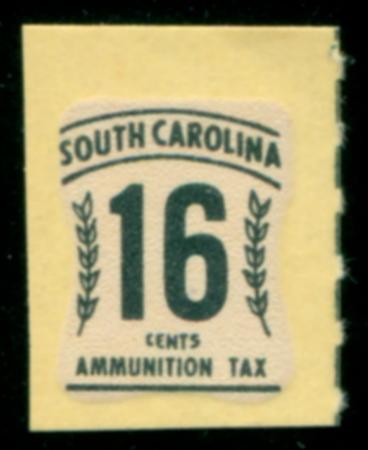 SOUTH CAROLINA
16
CENTS
AMMUNITION TAX